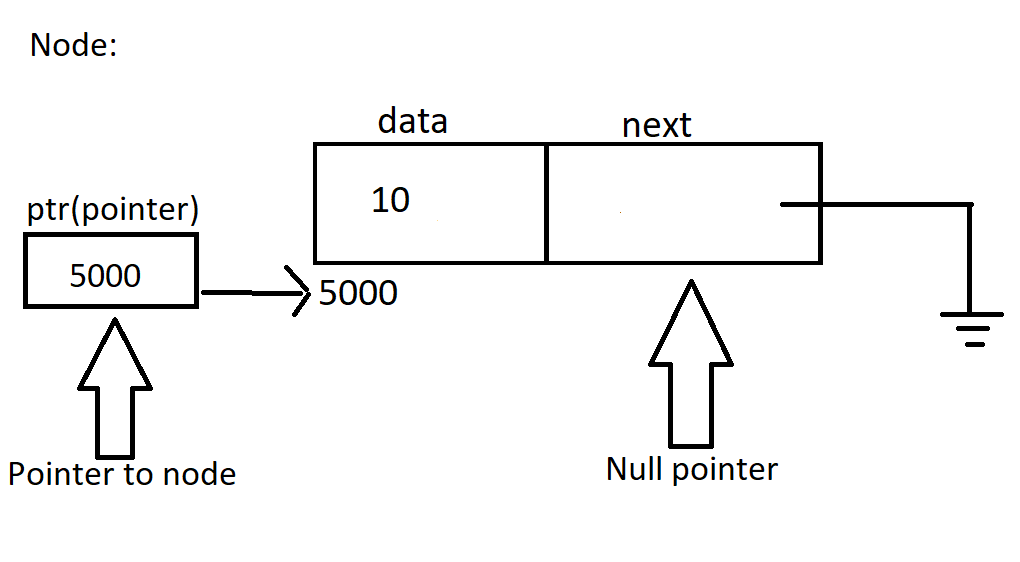 Node:
data
next
10
ptr(pointer)
5000
5000
Pointer to node
Null pointer